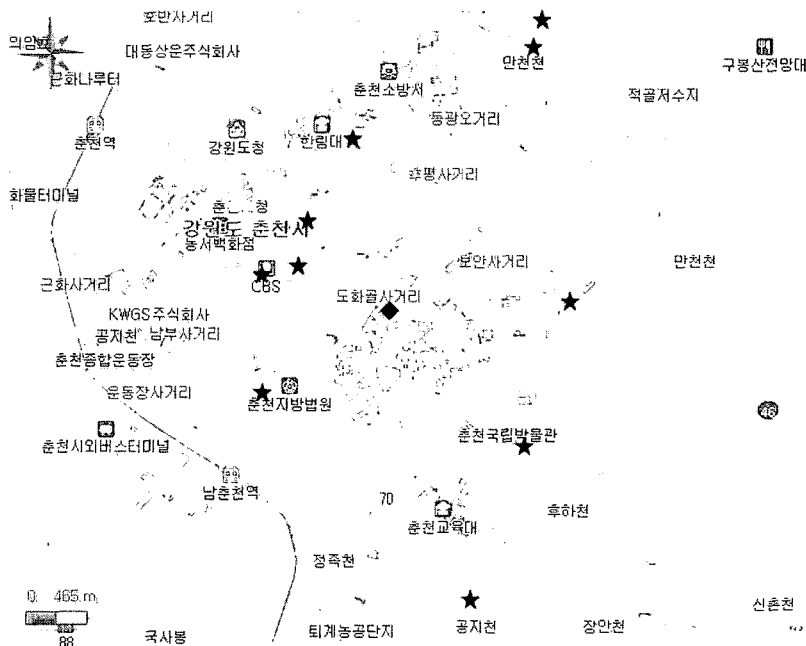 호반사거리
대동상운주식회사
만천천
구봉산전망대
근화나루터
춘천소방서
적골저수지
동광오거리
춘천역
강원도청
한림대
후평사거리
화물터미널
강원도 춘천시
보안사거리
만천천
근화사거리
CBS
도화골사거리
KWGS주식회사
공지천
남부사거리
춘천종합운동장
운동장사거리
춘천지방법원
46
춘천시외버스터미널
춘천국립박물관
남춘천역
70
춘천교육대
후하천
정족천
0 465 m
88
국사봉
퇴계농공단지
공지천
장안천
신촌천